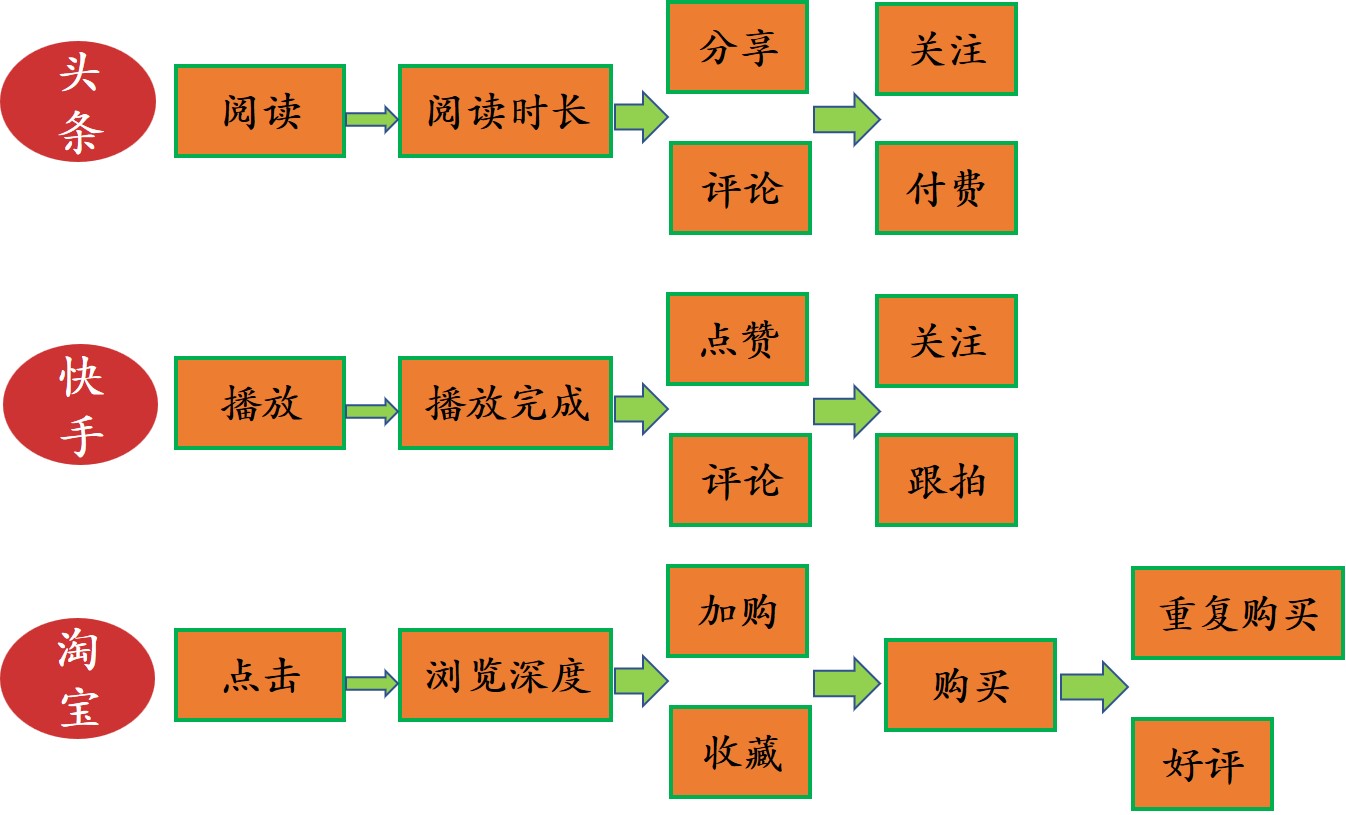 头
条
阅读
阅读时长
分享
评论
关注
付费
快
手
播放
播放完成
点赞
评论
关注
跟拍
淘
宝
点击
浏览深度
加购
收藏
购买
重复购买
好评